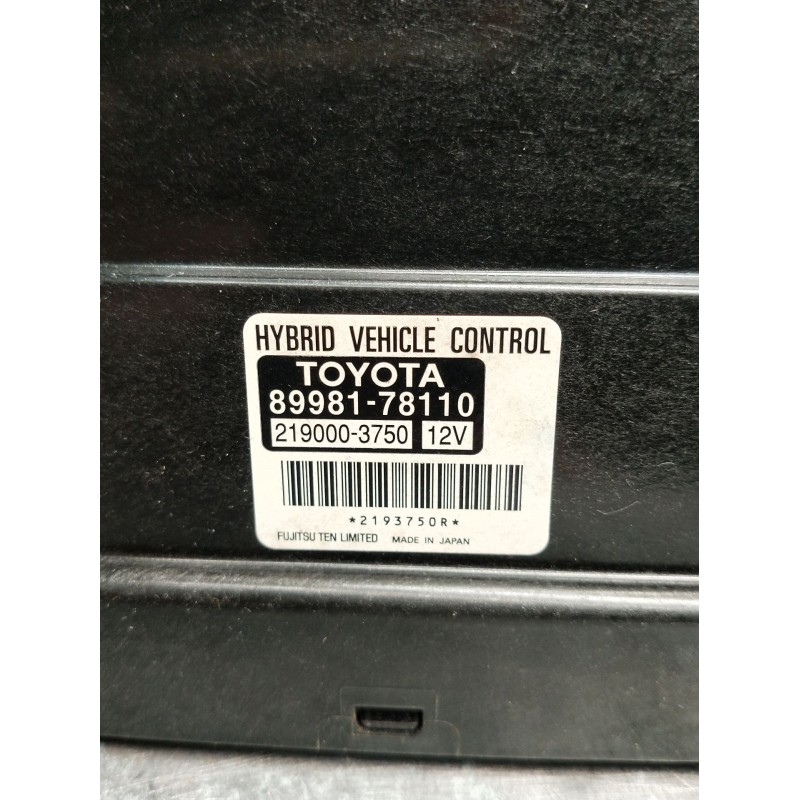 HYBRID VEHICLE CONTROL
TOYOTA
89981-78110
219000-3750 12V
*2193750R*
FUJITSU TEN LIMITED MADE IN JAPAN